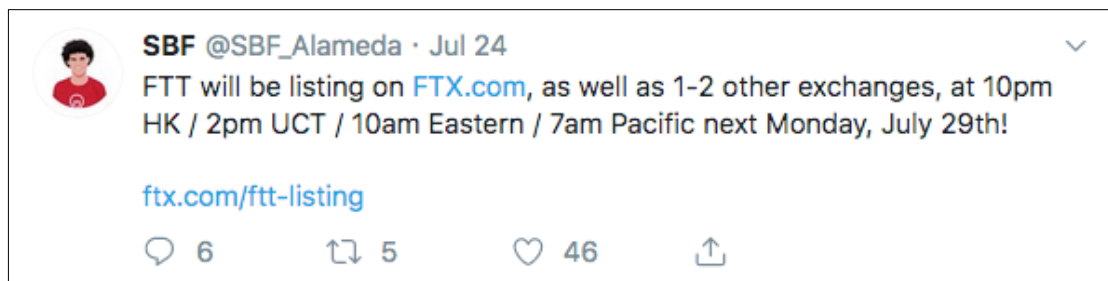 SBF @SBF_Alameda · Jul 24
FTT will be listing on FTX.com, as well as 1-2 other exchanges, at 10pm
HK / 2pm UCT / 10am Eastern / 7am Pacific next Monday, July 29th!
ftx.com/ftt-listing
6 5 46